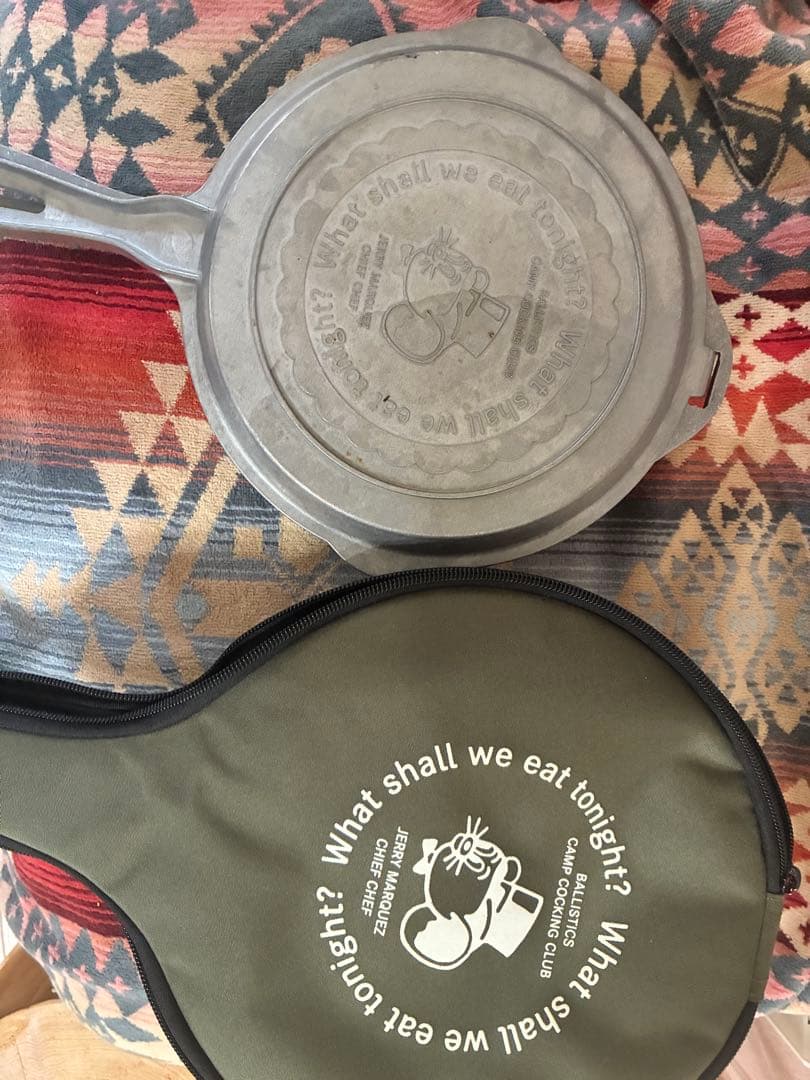 What shall we eat tonight? What shall we eat tonight?
JERRY MARQUEZ
CHIEF CHEF
BALLISTICS
CAMP CLUB
What shall we eat tonight? What shall we eat tonight?
JERRY MARQUEZ
CHIEF CHEF
BALLISTICS
CAMP COCKING CLUB